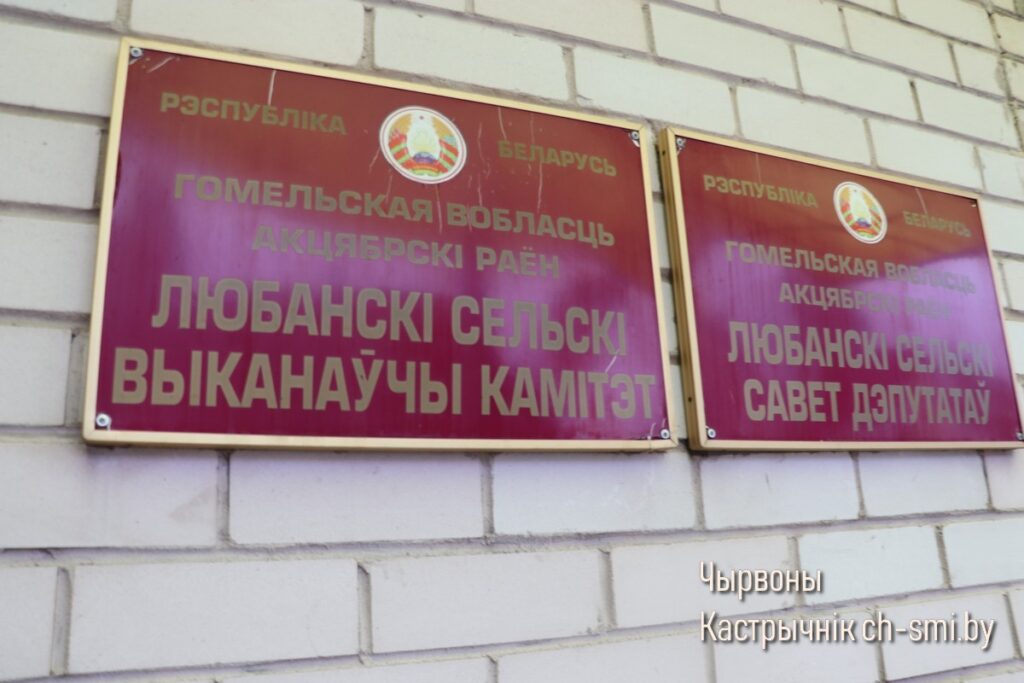 РЭСПУБЛІКА БЕЛАРУСЬ
ГОМЕЛЬСКАЯ ВОБЛАСЦЬ
АКЦЯБРСКІ РАЁН
ЛЮБАНСКІ СЕЛЬСКІ
ВЫКАНАЎЧЫ КАМІТЭТ
РЭСПУБЛІКА БЕЛАРУСЬ
ГОМЕЛЬСКАЯ ВОБЛАСЦЬ
АКЦЯБРСКІ РАЁН
ЛЮБАНСКІ СЕЛЬСКІ
САВЕТ ДЭПУТАТАЎ
Чырвоны
Кастрычнік ch-smi.by